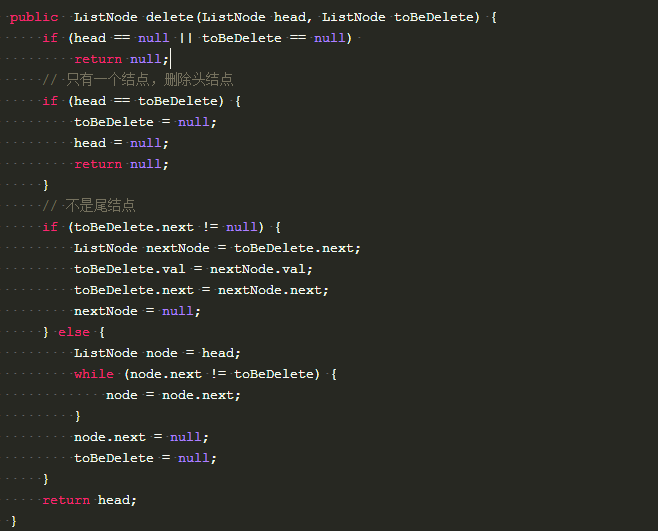 public  ListNode delete(ListNode head, ListNode toBeDelete) {
    if (head == null || toBeDelete == null)
        return null;
    // 只有一个结点，删除头结点
    if (head == toBeDelete) {
        toBeDelete = null;
        head = null;
        return null;
    }
    // 不是尾结点
    if (toBeDelete.next != null) {
        ListNode nextNode = toBeDelete.next;
        toBeDelete.val = nextNode.val;
        toBeDelete.next = nextNode.next;
        nextNode = null;
    } else {
        ListNode node = head;
        while (node.next != toBeDelete) {
            node = node.next;
        }
        node.next = null;
        toBeDelete = null;
    }
    return head;
}